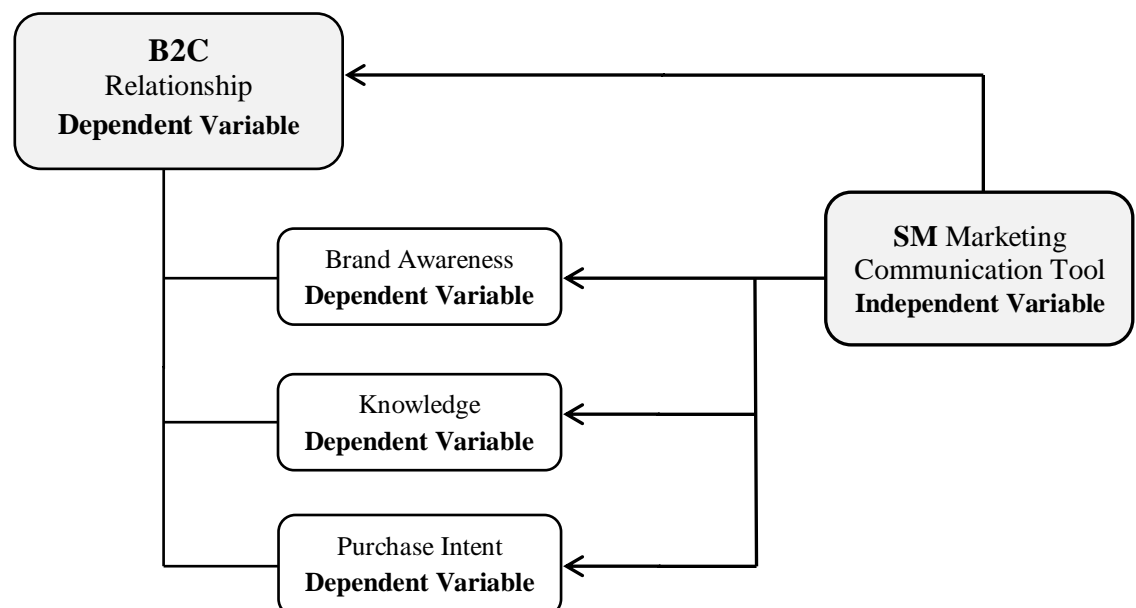 B2C
Relationship
Dependent Variable
SM Marketing
Communication Tool
Independent Variable
Brand Awareness
Dependent Variable
Knowledge
Dependent Variable
Purchase Intent
Dependent Variable